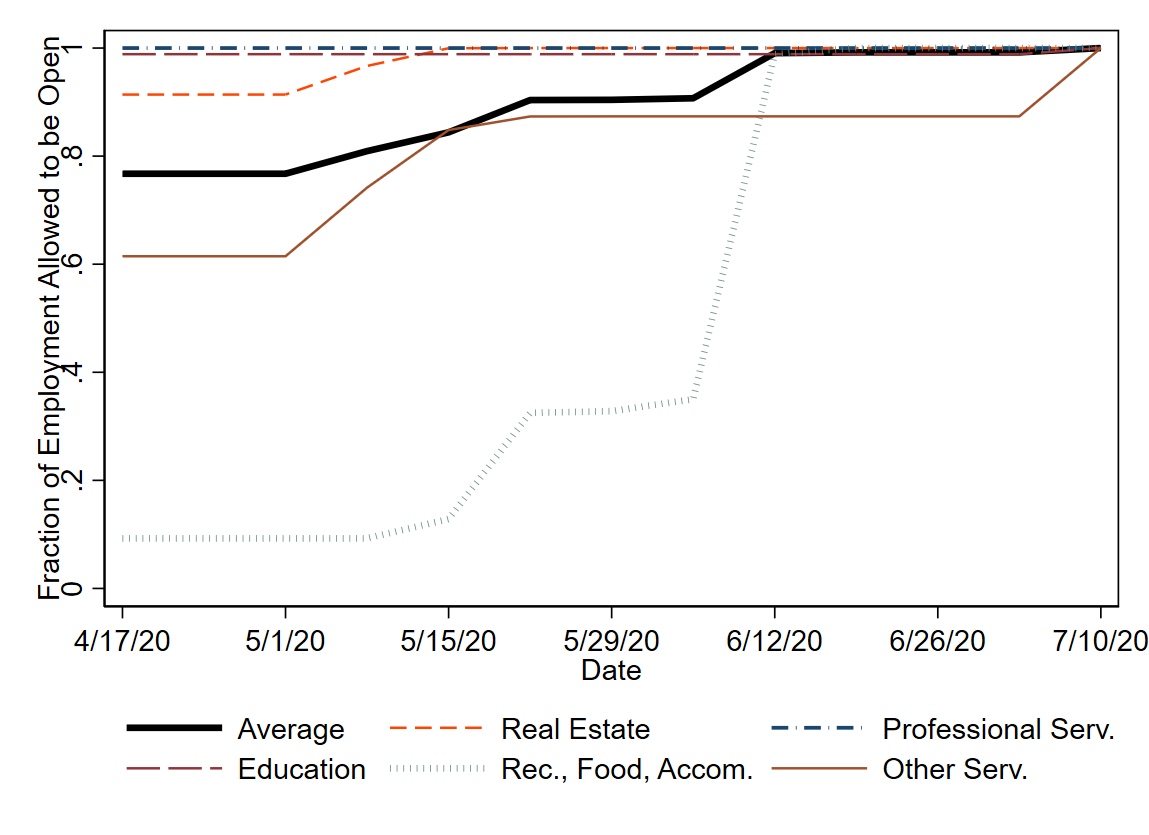 Fraction of Employment Allowed to be Open
1
.8
.6
.4
.2
0
4/17/20 5/1/20 5/15/20 5/29/20 6/12/20 6/26/20 7/10/20
Date
Average Real Estate Professional Serv.
Education Rec., Food, Accom. Other Serv.